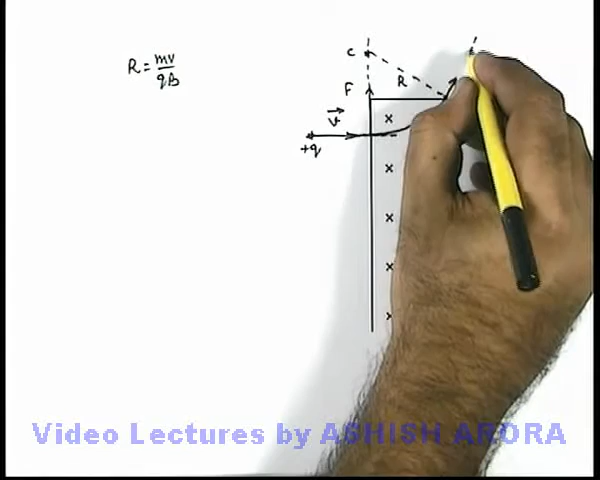 R = mv/qB
C
R
F
v⃗
×
+q
×
×
×
×
Video Lectures by ASHISH ARORA